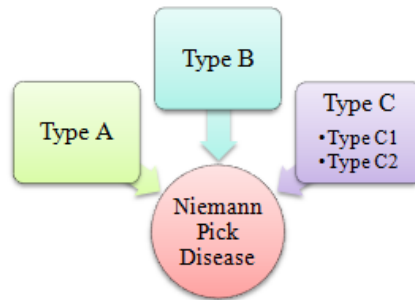 Type A
Type B
Type C
•Type C1
•Type C2
Niemann
Pick
Disease